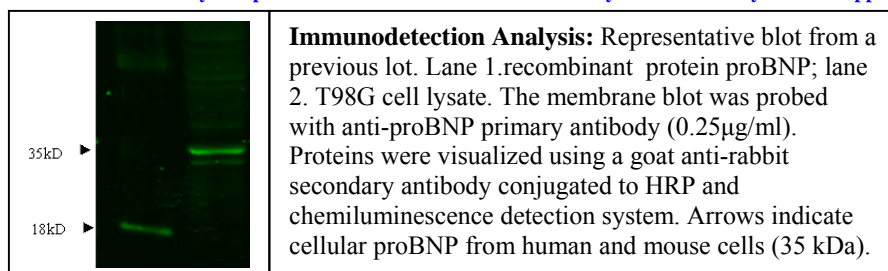 Immunodetection Analysis: Representative blot from a
previous lot. Lane 1.recombinant protein proBNP; lane
2. T98G cell lysate. The membrane blot was probed
with anti-proBNP primary antibody (0.25µg/ml).
Proteins were visualized using a goat anti-rabbit
secondary antibody conjugated to HRP and
chemiluminescence detection system. Arrows indicate
cellular proBNP from human and mouse cells (35 kDa).
35kD
18kD